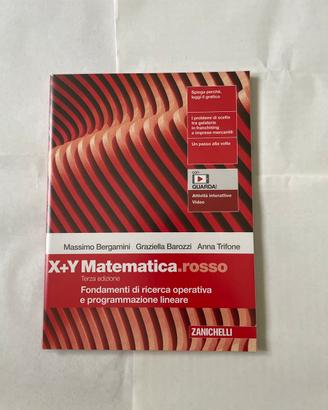 Spiega perché,
leggi il grafico
I problemi di scelta
tra gelaterie
in franchising
e imprese mercantili
Un passo alla volta
con
GUARDA!
Attività interattive
Video
Massimo Bergamini Graziella Barozzi Anna Trifone
X+Y Matematica.rosso
Terza edizione
Fondamenti di ricerca operativa
e programmazione lineare
ZANICHELLI